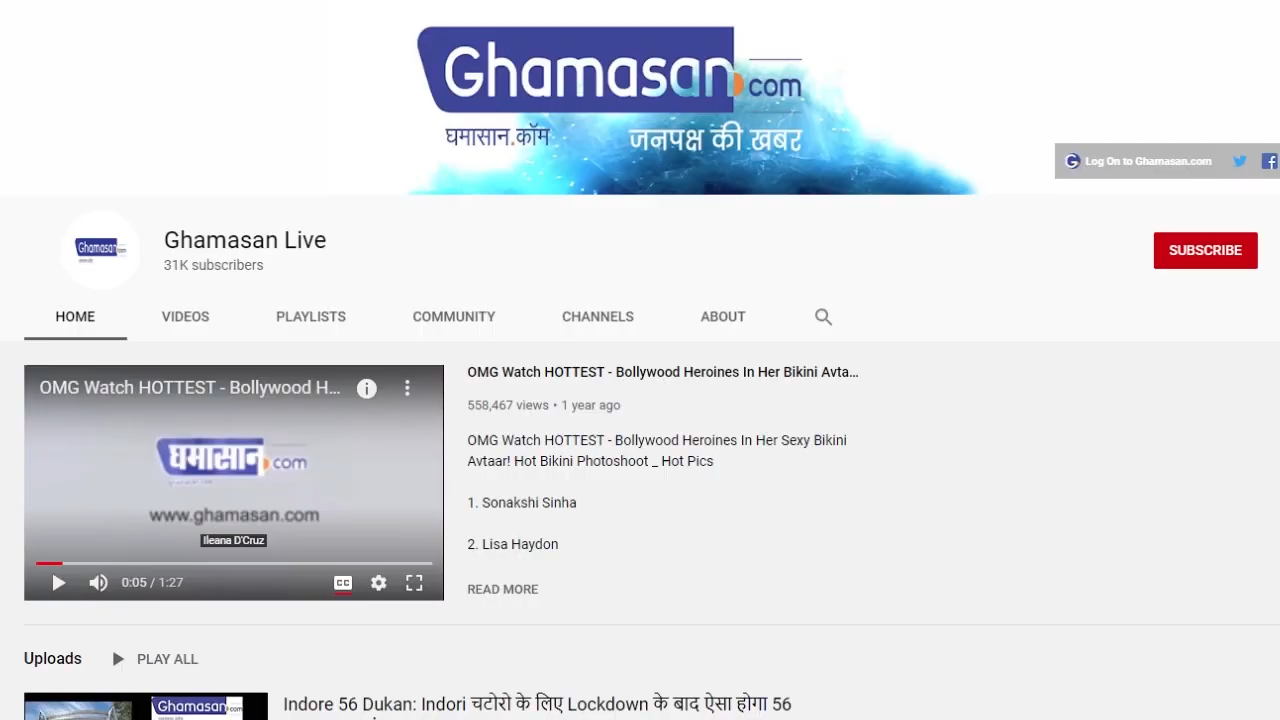 Ghamasan.com
घमासान.कॉम
जनपक्ष की खबर
Log On to Ghamasan.com
Ghamasan
Ghamasan Live
31K subscribers
SUBSCRIBE
HOME
VIDEOS
PLAYLISTS
COMMUNITY
CHANNELS
ABOUT
OMG Watch HOTTEST - Bollywood H...
घमासान.com
www.ghamasan.com
Ileana D'Cruz
0:05 / 1:27
CC
OMG Watch HOTTEST - Bollywood Heroines In Her Bikini Avta...
558,467 views • 1 year ago
OMG Watch HOTTEST - Bollywood Heroines In Her Sexy Bikini
Avtaar! Hot Bikini Photoshoot _ Hot Pics
1. Sonakshi Sinha
2. Lisa Haydon
READ MORE
Uploads
PLAY ALL
Ghamasan.com
Indore 56 Dukan: Indori चटोरो के लिए Lockdown के बाद ऐसा होगा 56